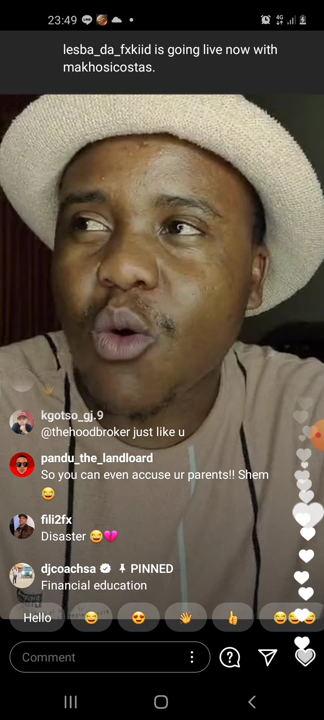 23:49
4G
lesba_da_fxkiid is going live now with
makhosicostas.
kgotso_gj.9
@thehoodbroker just like u
pandu_the_landloard
So you can even accuse ur parents!! Shem
😂
fili2fx
Disaster 😂💔
djcoachsa PINNED
Financial education
Hello 😂 😍 👋 👍 😂😂😂
Comment